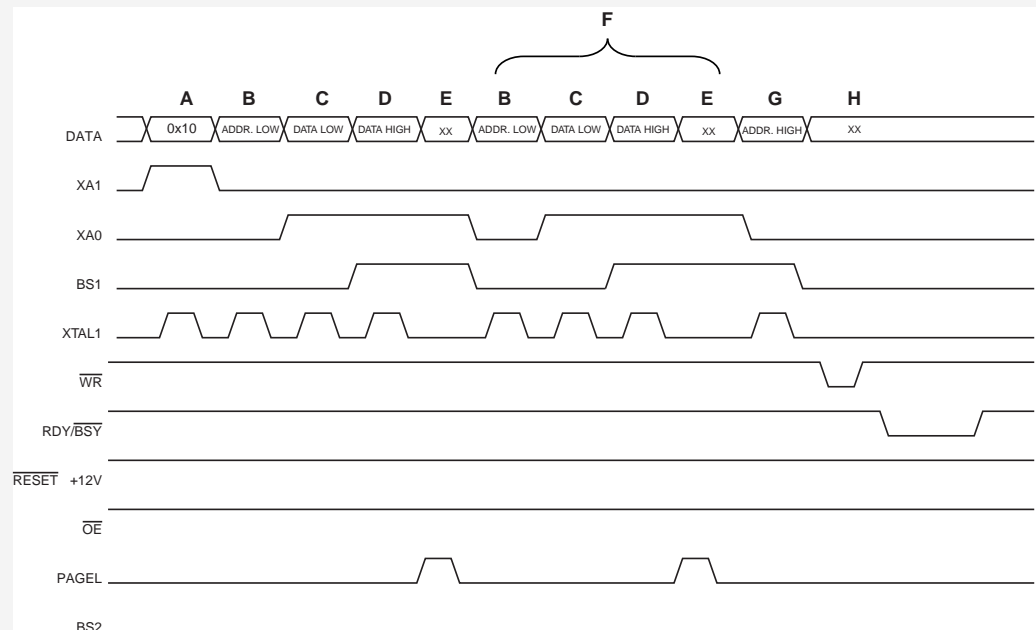 F
A B C D E B C D E G H
DATA 0x10 ADDR. LOW DATA LOW DATA HIGH XX ADDR. LOW DATA LOW DATA HIGH XX ADDR. HIGH XX
XA1
XA0
BS1
XTAL1
WR
RDY/BSY
RESET +12V
OE
PAGEL
BS2